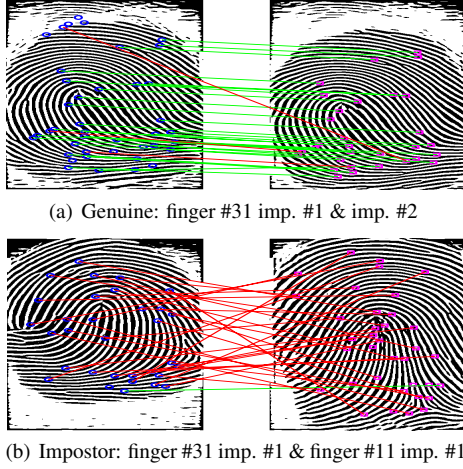 (a) Genuine: finger #31 imp. #1 & imp. #2
(b) Impostor: finger #31 imp. #1 & finger #11 imp. #1